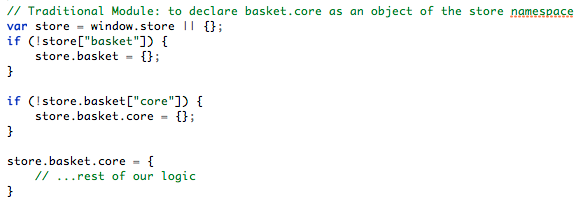 // Traditional Module: to declare basket.core as an object of the store namespace
var store = window.store || {};
if (!store["basket"]) {
    store.basket = {};
}

if (!store.basket["core"]) {
    store.basket.core = {};
}

store.basket.core = {
    // ...rest of our logic
}